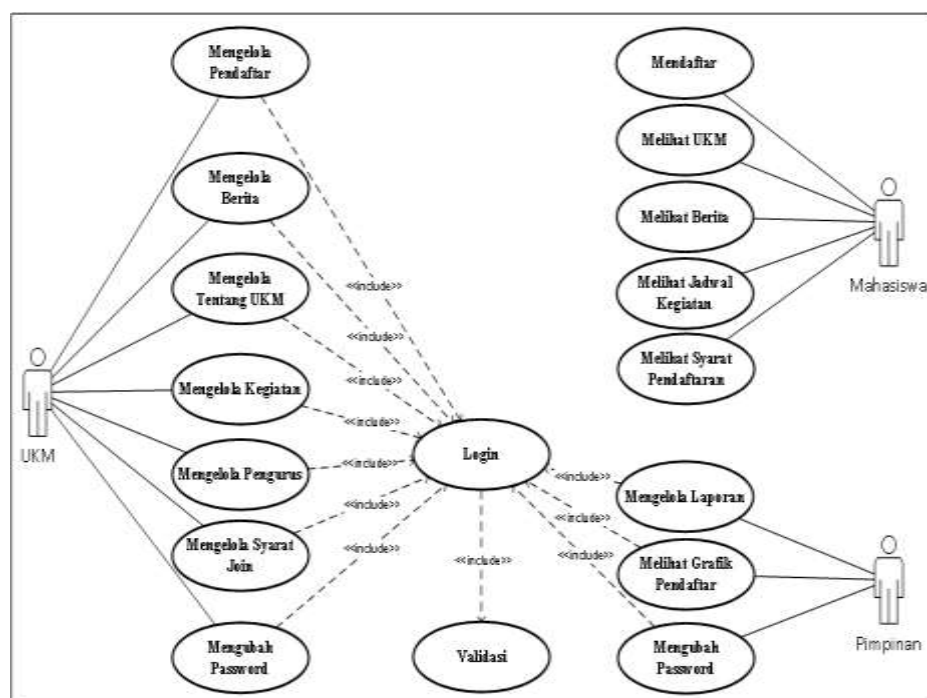 Mengelola
Pendaftar
Mengelola
Berita
Mengelola
Tentang UKM
Mengelola Kegiatan
Mengelola Pengurus
Mengelola Syarat
Join
Mengubah
Password
UKM
<<include>>
<<include>>
<<include>>
<<include>>
<<include>>
<<include>>
<<include>>
Login
<<include>>
Validasi
Mendaftar
Melihat UKM
Melihat Berita
Melihat Jadwal
Kegiatan
Melihat Syarat
Pendaftaran
Mahasiswa
<<include>>
<<include>>
<<include>>
Mengelola Laporan
Melihat Grafik
Pendaftar
Mengubah
Password
Pimpinan